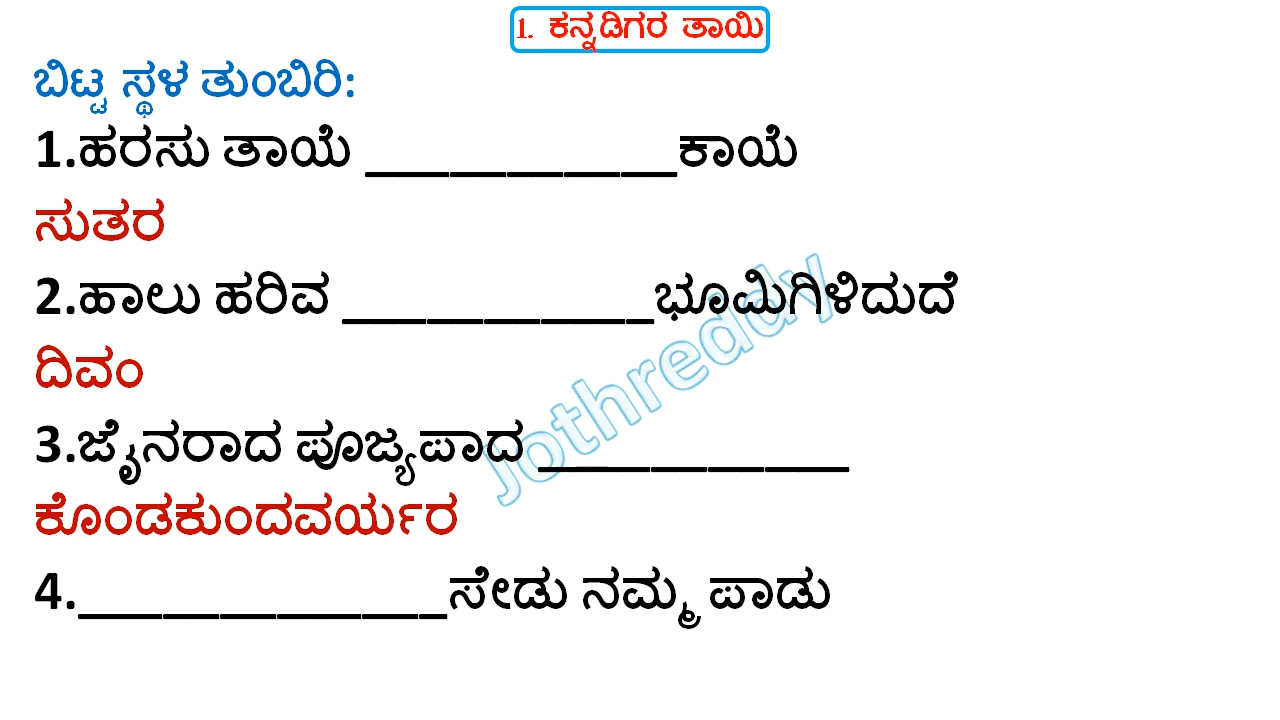 1. ಕನ್ನಡಿಗರ ತಾಯಿ
ಬಿಟ್ಟ ಸ್ಥಳ ತುಂಬಿರಿ:
1.ಹರಸು ತಾಯೆ ___________ಕಾಯೆ
ಸುತರ
2.ಹಾಲು ಹರಿವ ___________ಭೂಮಿಗಿಳಿದುದೆ
ದಿವಂ
3.ಜೈನರಾದ ಪೂಜ್ಯಪಾದ ___________
ಕೊಂಡಕುಂದವರ್ಯರ
4._____________ಸೇಡು ನಮ್ಮ ಪಾಡು
Jothreddy